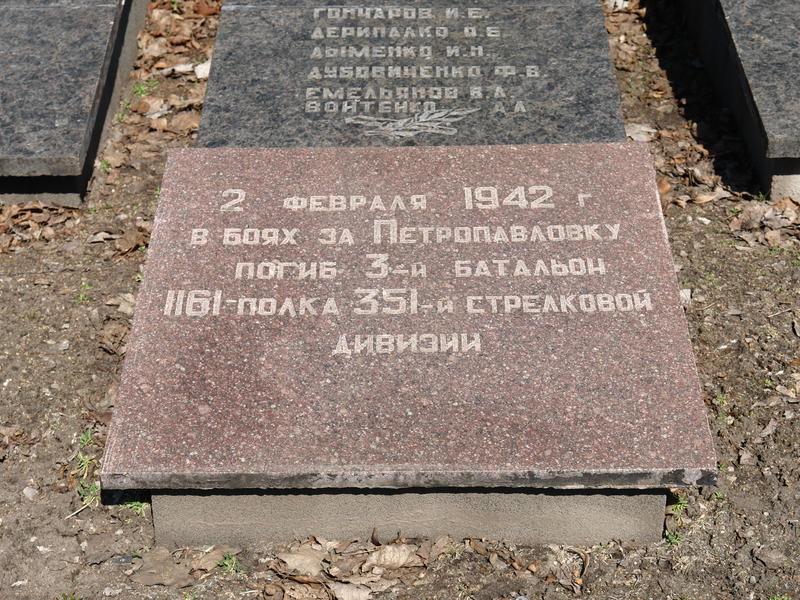 ГОНЧАРОВ И.Е.
ДЕРИПАЛКО О.Е
ДЫМЕНКО И.Н.
ДУБОВИЧЕНКО Ф.В.
ЕМЕЛЬЯНОВ В.А.
ВОЙТЕНКО А.А
2 ФЕВРАЛЯ 1942 Г
В БОЯХ ЗА ПЕТРОПАВЛОВКУ
ПОГИБ 3-Й БАТАЛЬОН
1161-ПОЛКА 351-Й СТРЕЛКОВОЙ
ДИВИЗИИ